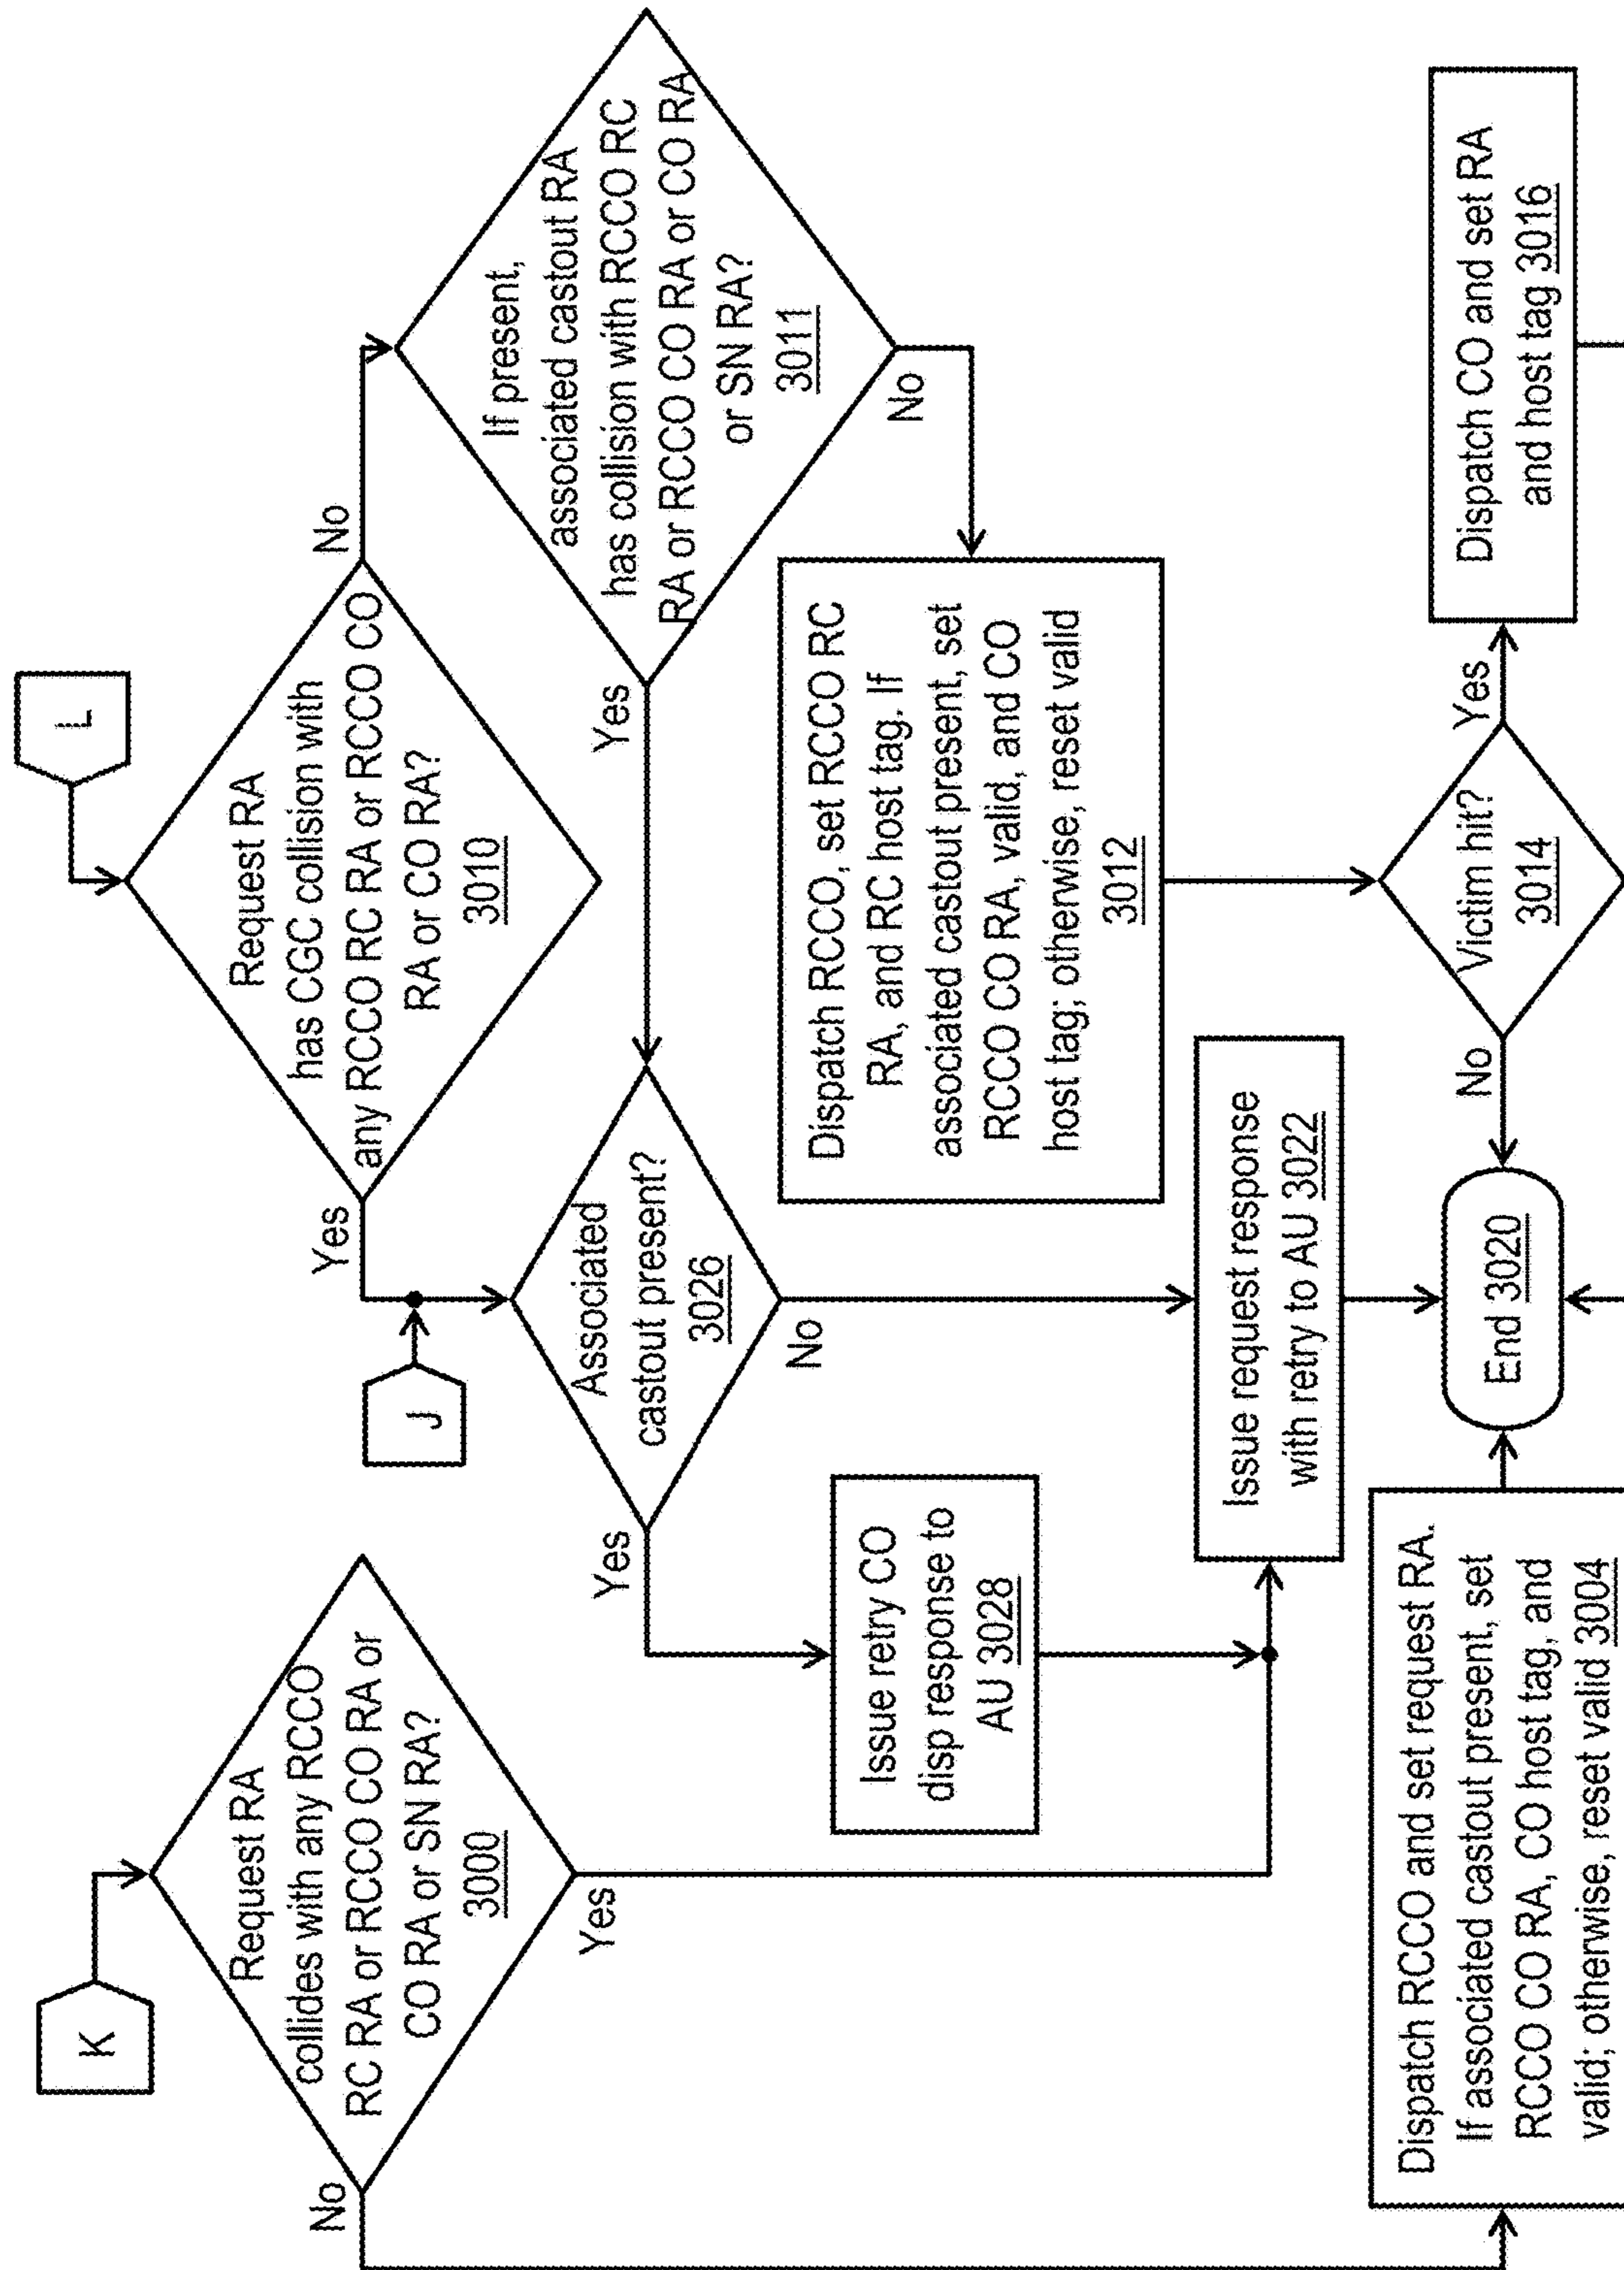 K
Request RA
collides with any RCCO
RC RA or RCCO CO RA or
CO RA or SN RA?
3000
No
Yes
J
L
Request RA
has CGC collision with
any RCCO RC RA or RCCO CO
RA or CO RA?
3010
Yes
No
Associated
castout present?
3026
Yes
No
If present,
associated castout RA
has collision with RCCO RC
RA or RCCO CO RA or CO RA
or SN RA?
3011
Yes
No
Issue retry CO
disp response to
AU 3028
Dispatch RCCO, set RCCO RC
RA, and RC host tag. If
associated castout present, set
RCCO CO RA, valid, and CO
host tag; otherwise, reset valid
3012
Issue request response
with retry to AU 3022
Dispatch RCCO and set request RA.
If associated castout present, set
RCCO CO RA, CO host tag, and
valid; otherwise, reset valid 3004
End 3020
Victim hit?
3014
No
Yes
Dispatch CO and set RA
and host tag 3016